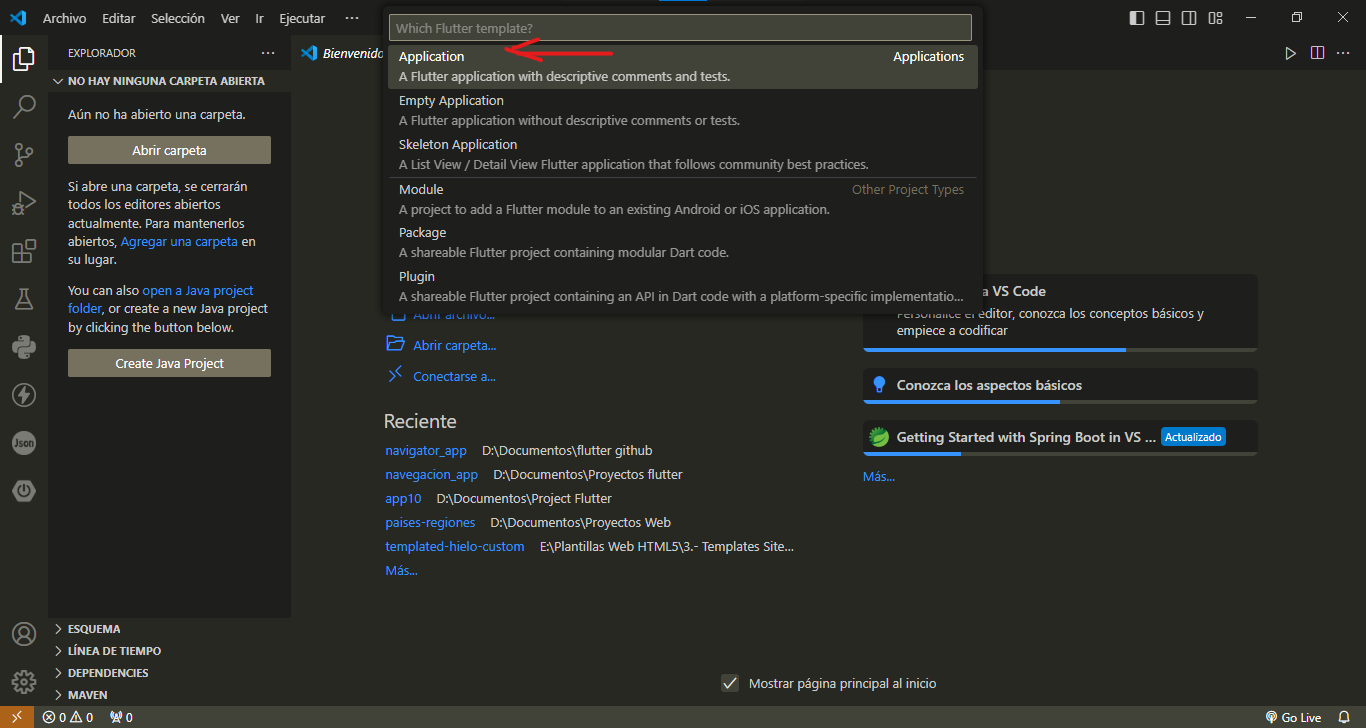 Archivo Editar Selección Ver Ir Ejecutar ···
Which Flutter template?
Application Applications
A Flutter application with descriptive comments and tests.
Empty Application
A Flutter application without descriptive comments or tests.
Skeleton Application
A List View / Detail View Flutter application that follows community best practices.
Module Other Project Types
A project to add a Flutter module to an existing Android or iOS application.
Package
A shareable Flutter project containing modular Dart code.
Plugin
A shareable Flutter project containing an API in Dart code with a platform-specific implementatio...
EXPLORADOR ···
NO HAY NINGUNA CARPETA ABIERTA
Aún no ha abierto una carpeta.
Abrir carpeta
Si abre una carpeta, se cerrarán
todos los editores abiertos
actualmente. Para mantenerlos
abiertos, Agregar una carpeta en
su lugar.
You can also open a Java project
folder, or create a new Java project
by clicking the button below.
Create Java Project
ESQUEMA
LÍNEA DE TIEMPO
DEPENDENCIES
MAVEN
Json
Bienvenido
Abrir archivo...
Abrir carpeta...
Conectarse a...
Reciente
navigator_app D:\Documentos\flutter github
navegacion_app D:\Documentos\Proyectos flutter
app10 D:\Documentos\Project Flutter
paises-regiones D:\Documentos\Proyectos Web
templated-hielo-custom E:\Plantillas Web HTML5\3.- Templates Site...
Más...
a VS Code
Personalice el editor, conozca los conceptos básicos y
empiece a codificar
Conozca los aspectos básicos
Getting Started with Spring Boot in VS ... Actualizado
Más...
Mostrar página principal al inicio
0 0 0 Go Live